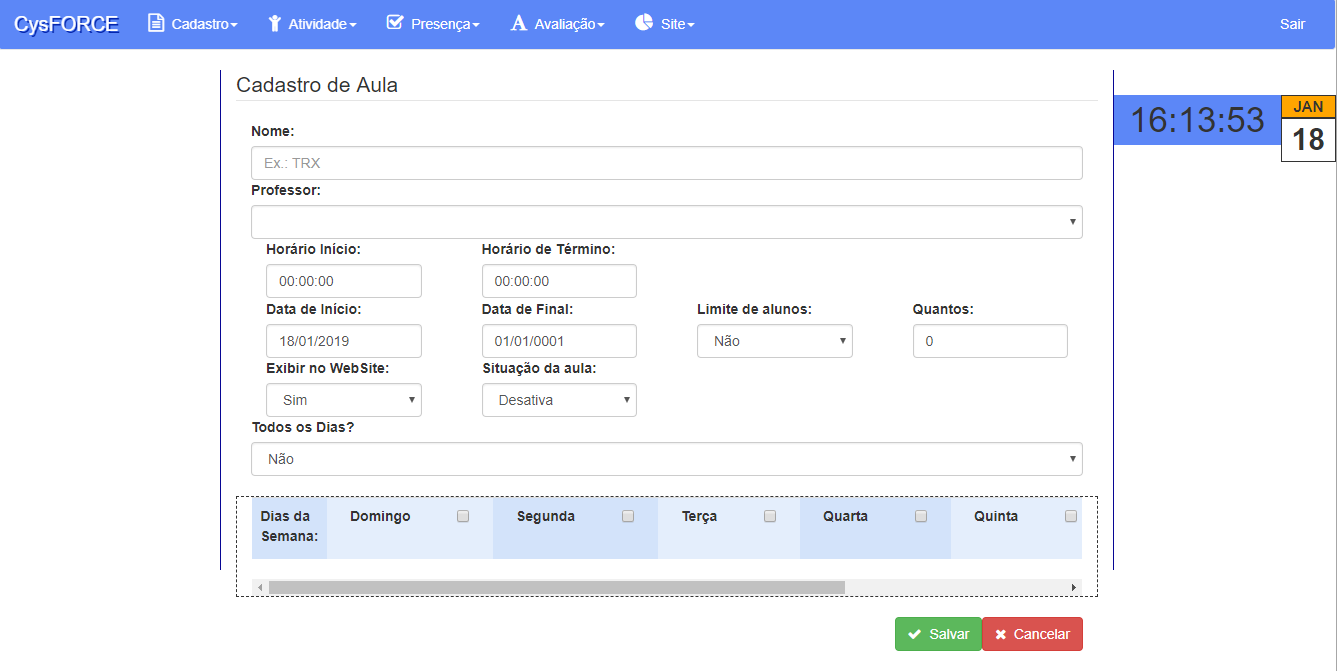 CysFORCE Cadastro Atividade Presença Avaliação Site Sair
Cadastro de Aula
16:13:53
JAN
18
Nome:
Ex.: TRX
Professor:
Horário Início: Horário de Término:
00:00:00 00:00:00
Data de Início: Data de Final: Limite de alunos: Quantos:
18/01/2019 01/01/0001 Não 0
Exibir no WebSite: Situação da aula:
Sim Desativa
Todos os Dias?
Não
Dias da Semana: Domingo Segunda Terça Quarta Quinta
Salvar Cancelar